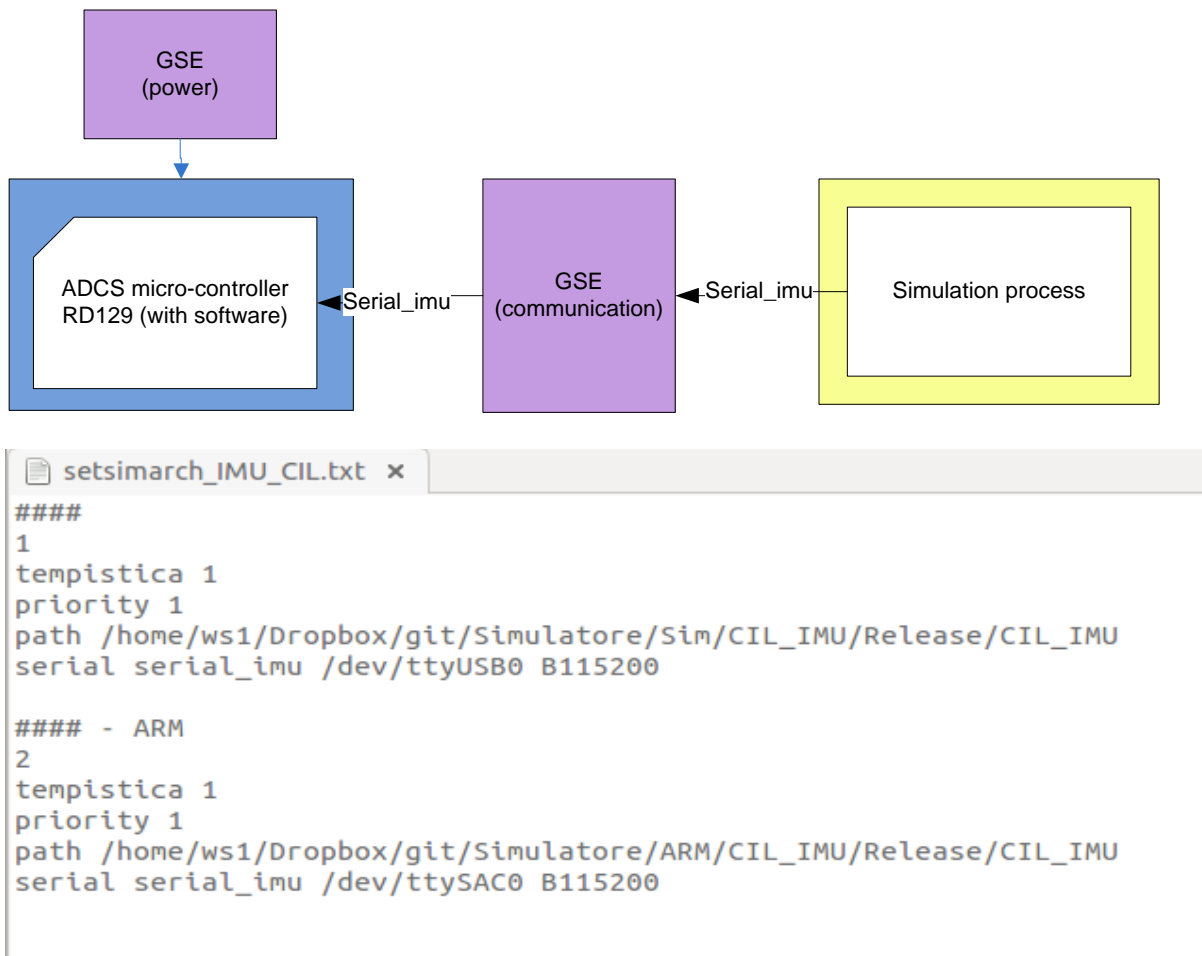 GSE
(power)
ADCS micro-controller
RD129 (with software)
Serial_imu
GSE
(communication)
Serial_imu
Simulation process
setsimarch_IMU_CIL.txt ×
####
1
tempistica 1
priority 1
path /home/ws1/Dropbox/git/Simulatore/Sim/CIL_IMU/Release/CIL_IMU
serial serial_imu /dev/ttyUSB0 B115200
#### - ARM
2
tempistica 1
priority 1
path /home/ws1/Dropbox/git/Simulatore/ARM/CIL_IMU/Release/CIL_IMU
serial serial_imu /dev/ttySAC0 B115200